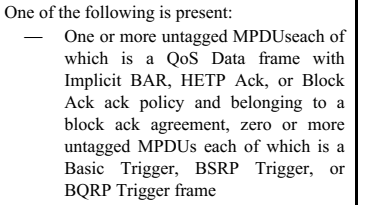 One of the following is present:
— One or more untagged MPDUseach of
which is a QoS Data frame with
Implicit BAR, HETP Ack, or Block
Ack ack policy and belonging to a
block ack agreement, zero or more
untagged MPDUs each of which is a
Basic Trigger, BSRP Trigger, or
BQRP Trigger frame